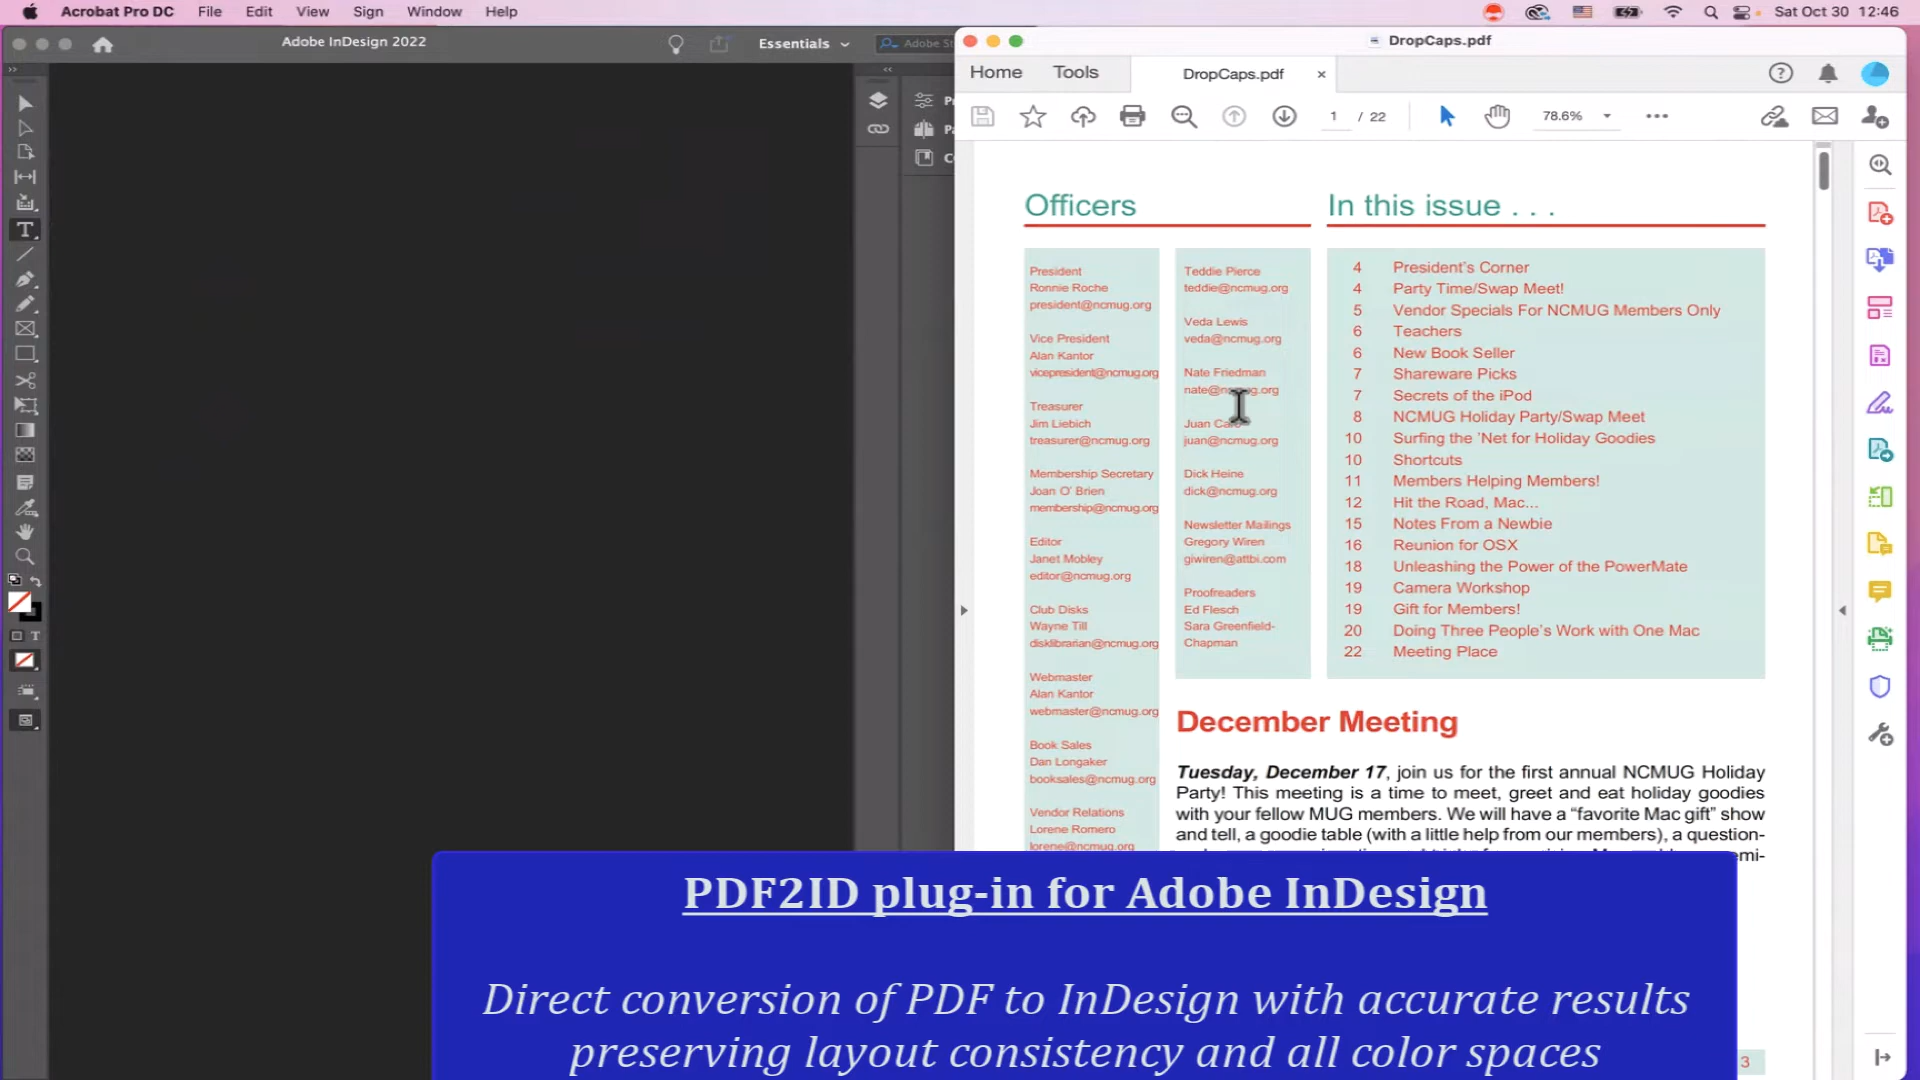 Acrobat Pro DC File Edit View Sign Window Help
Sat Oct 30 12:46
Adobe InDesign 2022
Essentials
Adobe St
DropCaps.pdf
Home Tools DropCaps.pdf
1 / 22
78.6%
Officers
President
Ronnie Roche
president@ncmug.org
Vice President
Alan Kantor
vicepresident@ncmug.org
Treasurer
Jim Liebich
treasurer@ncmug.org
Membership Secretary
Joan O' Brien
membership@ncmug.org
Editor
Janet Mobley
editor@ncmug.org
Club Disks
Wayne Till
disklibrarian@ncmug.org
Webmaster
Alan Kantor
webmaster@ncmug.org
Book Sales
Dan Longaker
booksales@ncmug.org
Vendor Relations
Lorene Romero
lorene@ncmug.org
Teddie Pierce
teddie@ncmug.org
Veda Lewis
veda@ncmug.org
Nate Friedman
nate@ncmug.org
Juan
juan@ncmug.org
Dick Heine
dick@ncmug.org
Newsletter Mailings
Gregory Wiren
giwiren@attbi.com
Proofreaders
Ed Flesch
Sara Greenfield-
Chapman
In this issue . . .
4 President's Corner
4 Party Time/Swap Meet!
5 Vendor Specials For NCMUG Members Only
6 Teachers
6 New Book Seller
7 Shareware Picks
7 Secrets of the iPod
8 NCMUG Holiday Party/Swap Meet
10 Surfing the 'Net for Holiday Goodies
10 Shortcuts
11 Members Helping Members!
12 Hit the Road, Mac...
15 Notes From a Newbie
16 Reunion for OSX
18 Unleashing the Power of the PowerMate
19 Camera Workshop
19 Gift for Members!
20 Doing Three People's Work with One Mac
22 Meeting Place
December Meeting
Tuesday, December 17, join us for the first annual NCMUG Holiday
Party! This meeting is a time to meet, greet and eat holiday goodies
with your fellow MUG members. We will have a “favorite Mac gift” show
and tell, a goodie table (with a little help from our members), a question-
emi-
3
PDF2ID plug-in for Adobe InDesign
Direct conversion of PDF to InDesign with accurate results
preserving layout consistency and all color spaces